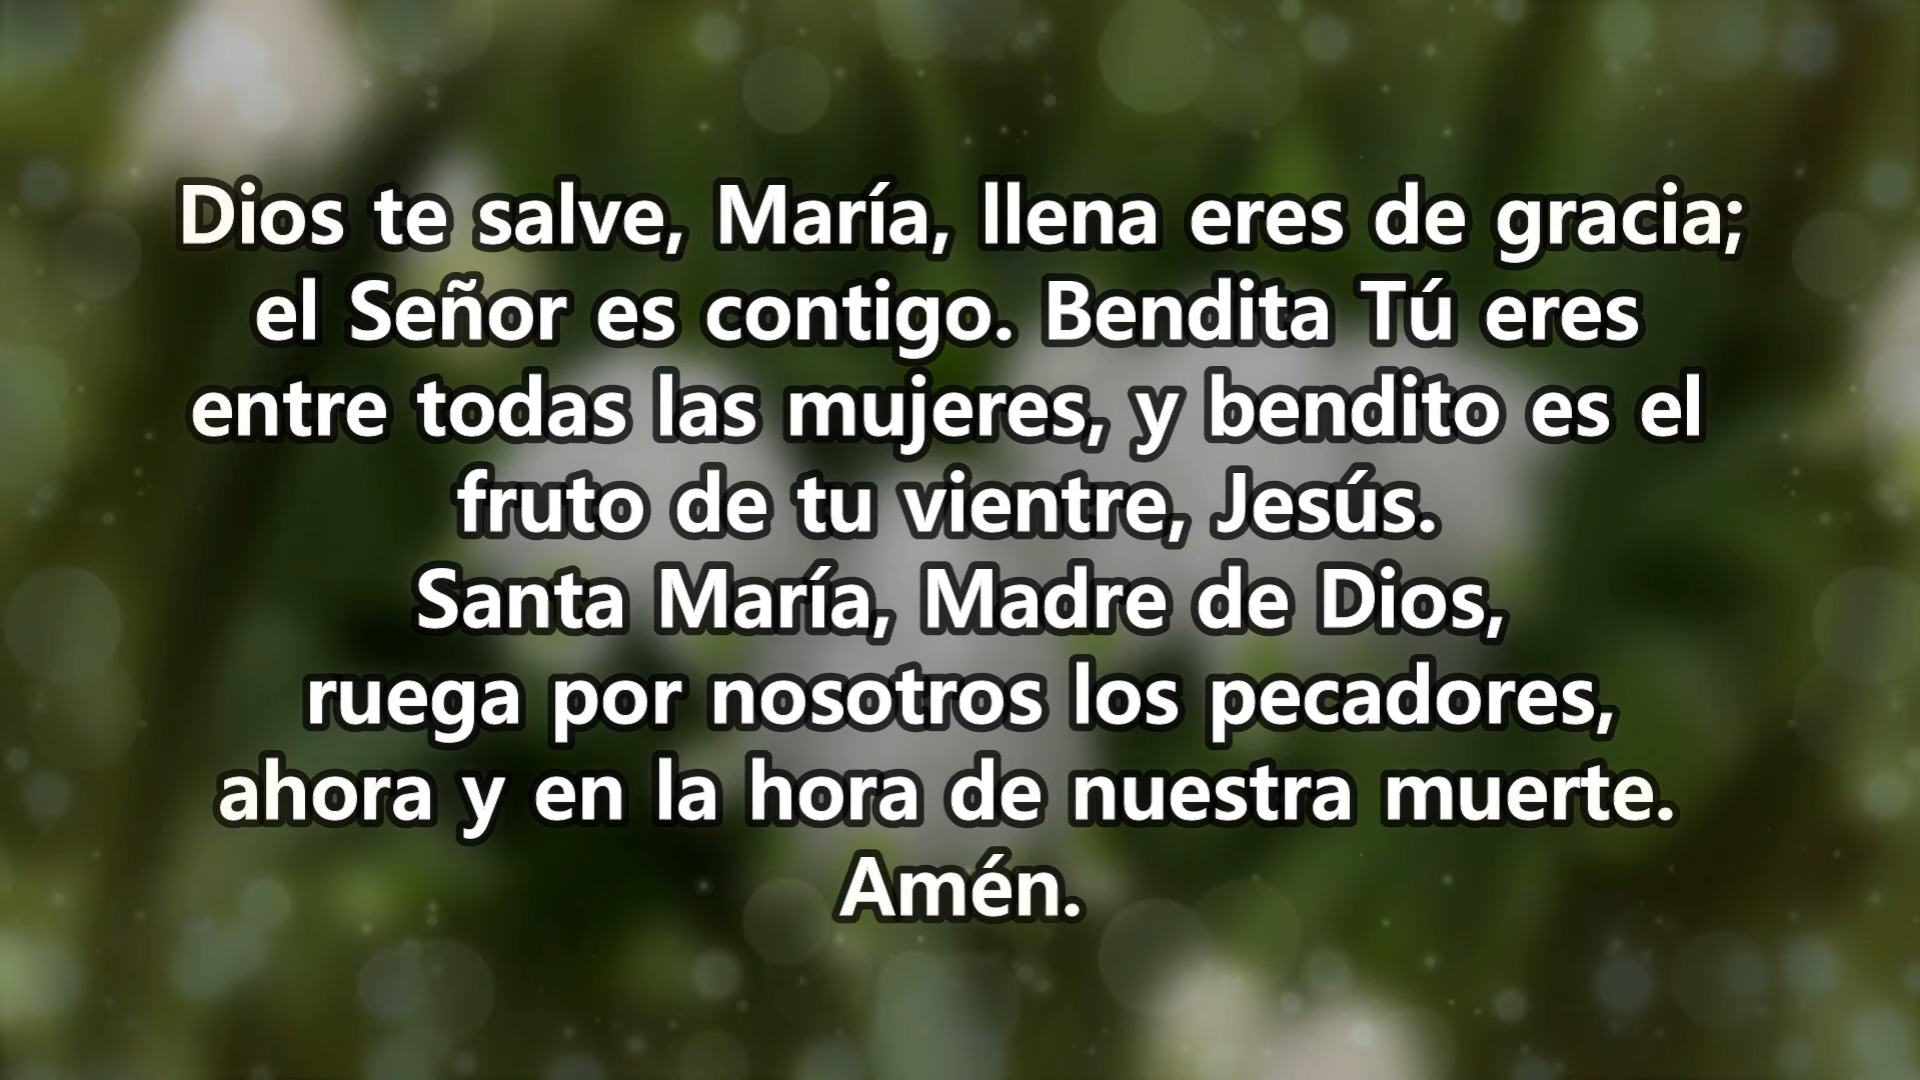 Dios te salve, María, llena eres de gracia;
el Señor es contigo. Bendita Tú eres
entre todas las mujeres, y bendito es el
fruto de tu vientre, Jesús.
Santa María, Madre de Dios,
ruega por nosotros los pecadores,
ahora y en la hora de nuestra muerte.
Amén.